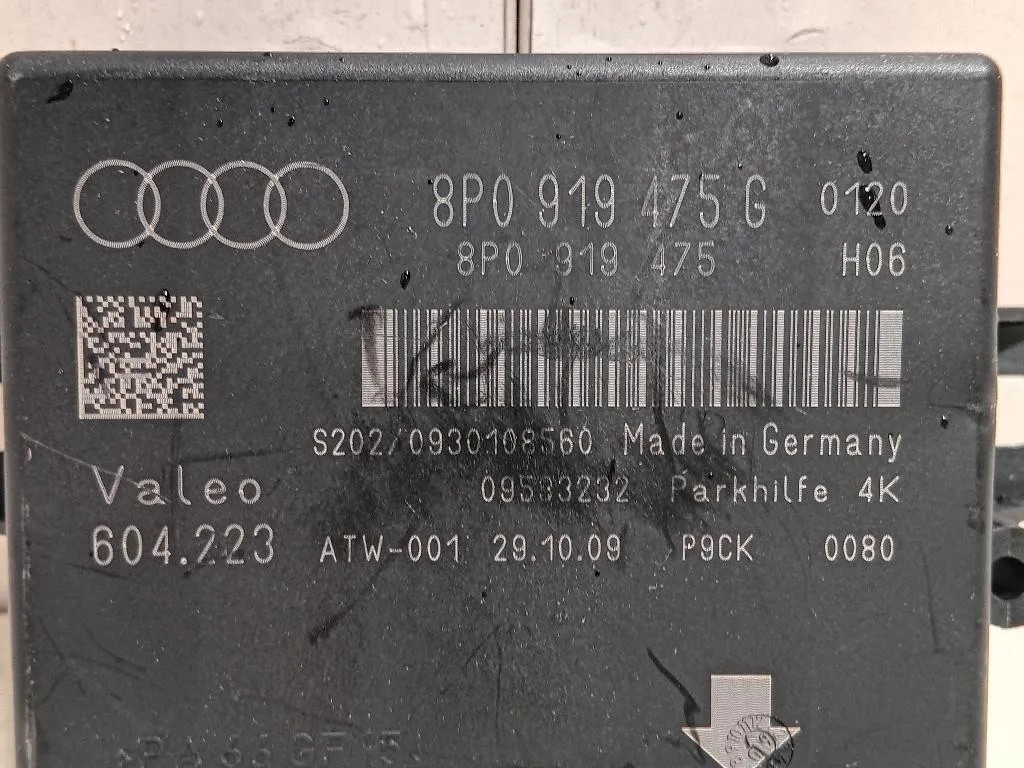 8P0 919 475 G 0120
8P0 919 475 H06
S202/0930108560 Made in Germany
Valeo Parkhilfe 4K
604.223 ATW-001 29.10.09 P9CK 0080